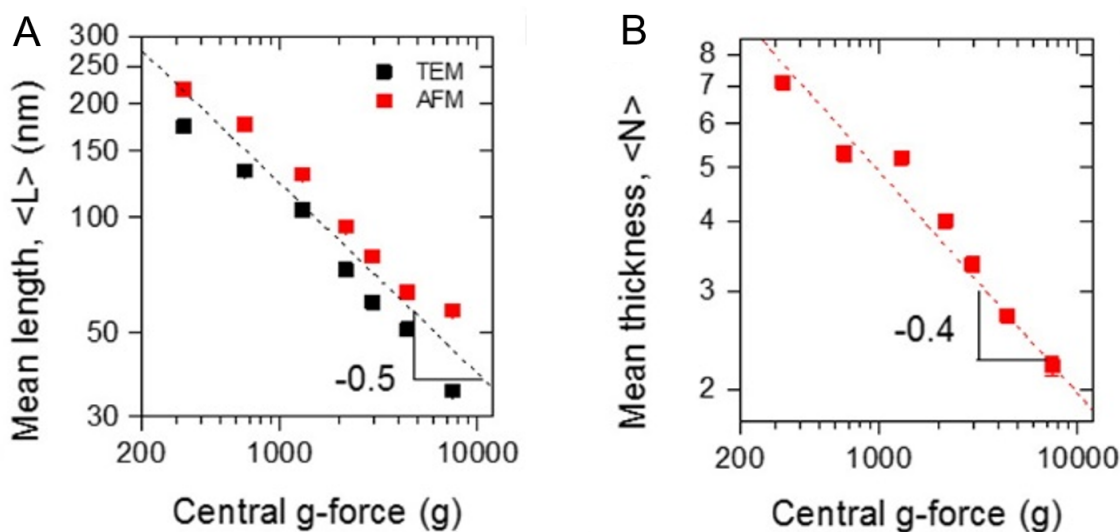 A
Mean length, <L> (nm)
300
250
200
150
100
50
30
TEM
AFM
-0.5
200
1000
10000
Central g-force (g)
B
Mean thickness, <N>
8
7
6
5
4
3
2
-0.4
200
1000
10000
Central g-force (g)